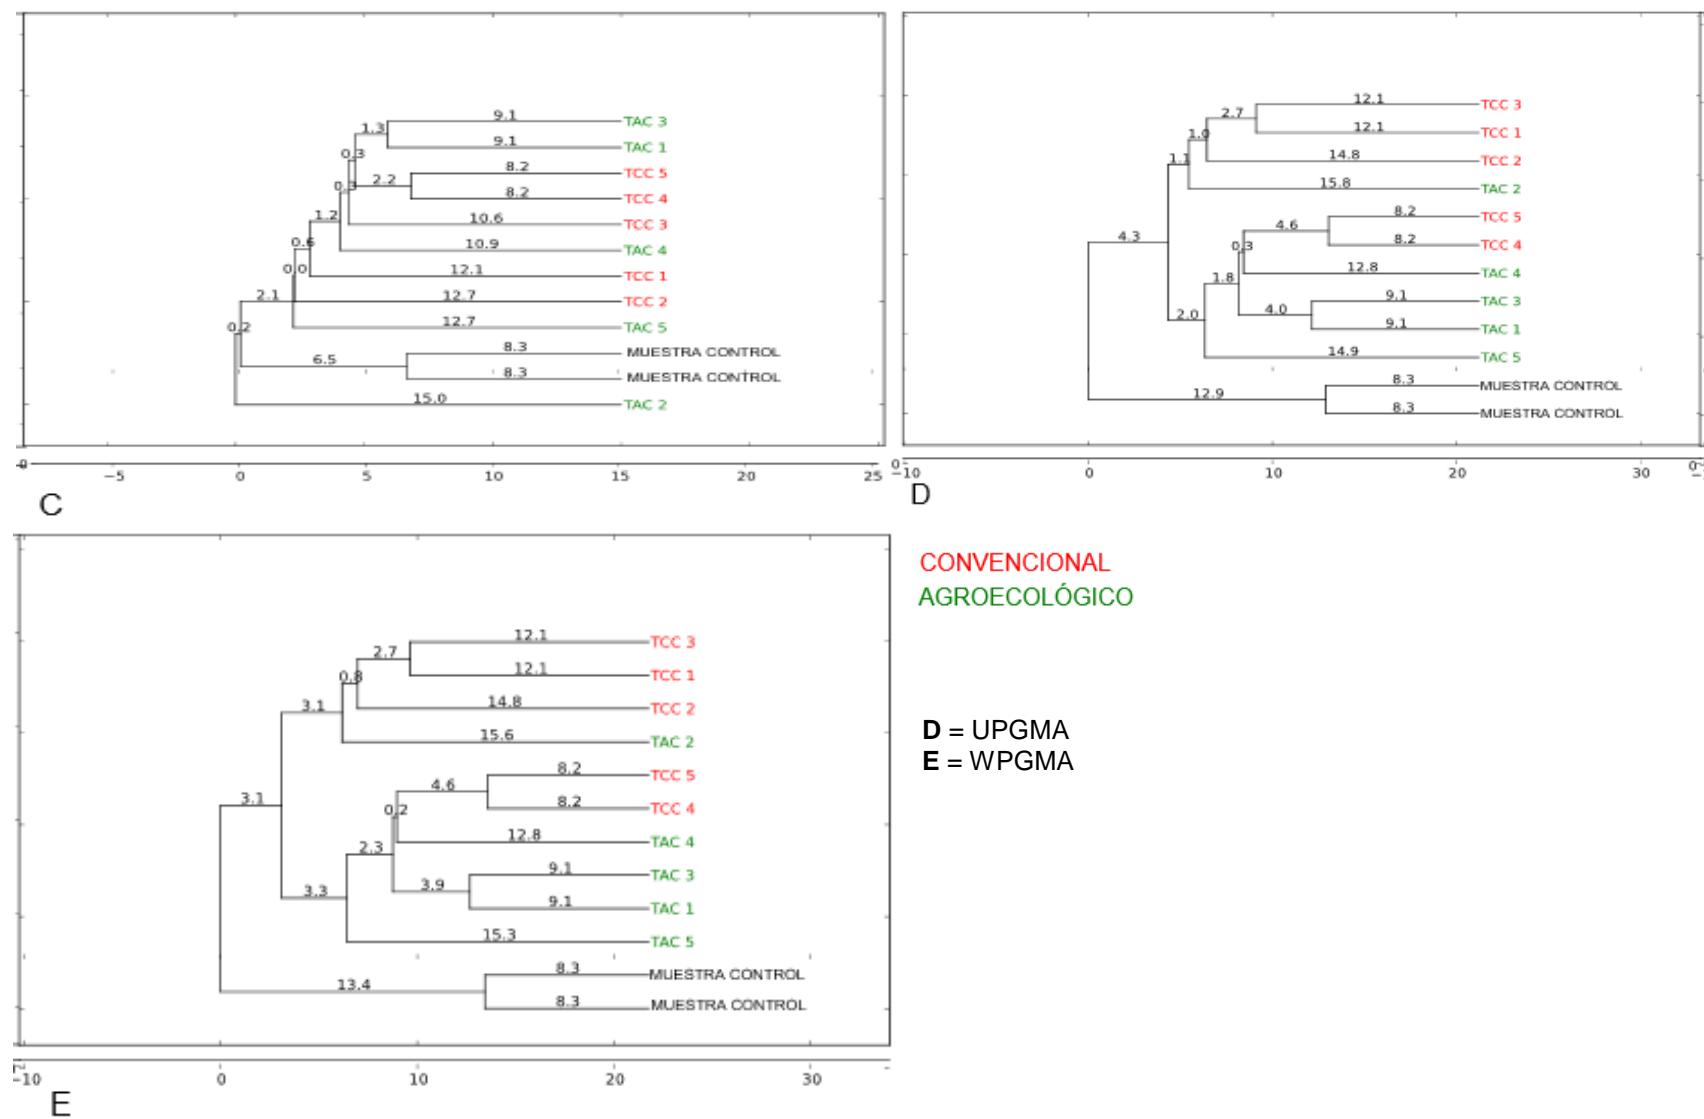 9.1
TAC 3
1.3
9.1
TAC 1
0.3
8.2
TCC 5
2.2
8.2
TCC 4
10.6
TCC 3
1.2
10.9
TAC 4
0.6
12.1
TCC 1
0.0
2.1
12.7
TCC 2
12.7
TAC 5
0.2
8.3
MUESTRA CONTROL
6.5
8.3
MUESTRA CONTROL
15.0
TAC 2
−5 0 5 10 15 20 25
C
12.1
TCC 3
2.7
12.1
TCC 1
1.0
14.8
TCC 2
1.1
15.8
TAC 2
8.2
TCC 5
4.6
8.2
TCC 4
4.3
0.3
12.8
TAC 4
1.8
9.1
TAC 3
4.0
9.1
TAC 1
2.0
14.9
TAC 5
8.3
MUESTRA CONTROL
12.9
8.3
MUESTRA CONTROL
−10 0 10 20 30
D
12.1
TCC 3
2.7
12.1
TCC 1
0.8
14.8
TCC 2
3.1
15.6
TAC 2
8.2
TCC 5
4.6
8.2
TCC 4
3.1
0.2
12.8
TAC 4
2.3
9.1
TAC 3
3.9
9.1
TAC 1
3.3
15.3
TAC 5
8.3
MUESTRA CONTROL
13.4
8.3
MUESTRA CONTROL
−10 0 10 20 30
E
CONVENCIONAL
AGROECOLÓGICO
D = UPGMA
E = WPGMA